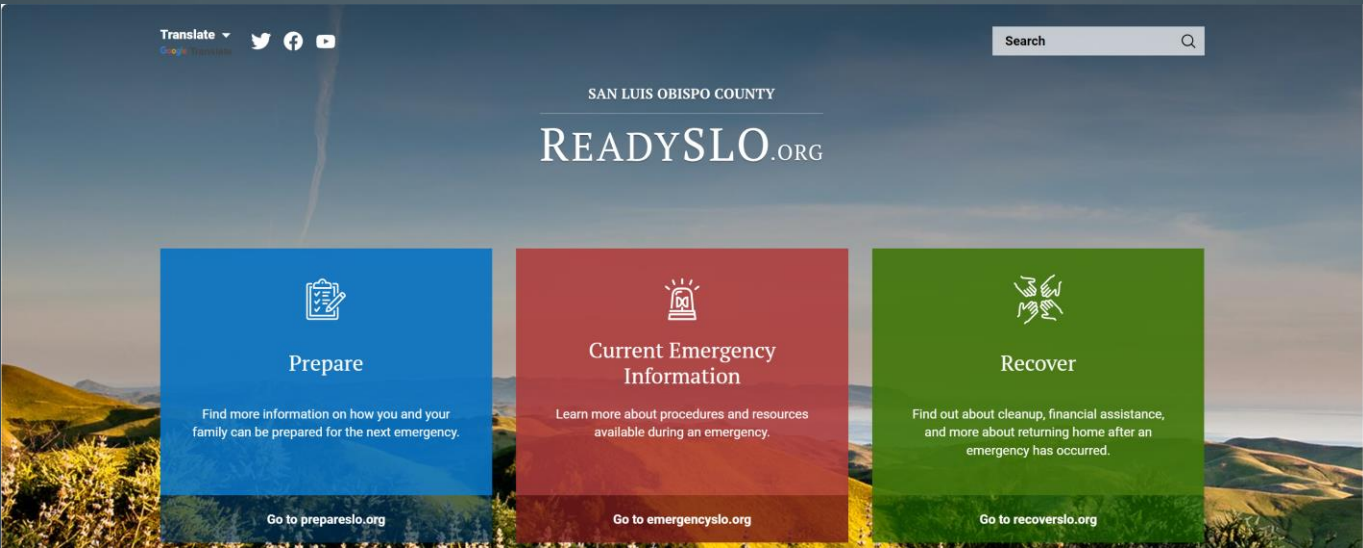 Translate
Search
SAN LUIS OBISPO COUNTY
READYSLO.ORG
Prepare
Find more information on how you and your
family can be prepared for the next emergency.
Go to prepareslo.org
Current Emergency
Information
Learn more about procedures and resources
available during an emergency.
Go to emergencyslo.org
Recover
Find out about cleanup, financial assistance,
and more about returning home after an
emergency has occurred.
Go to recoverslo.org